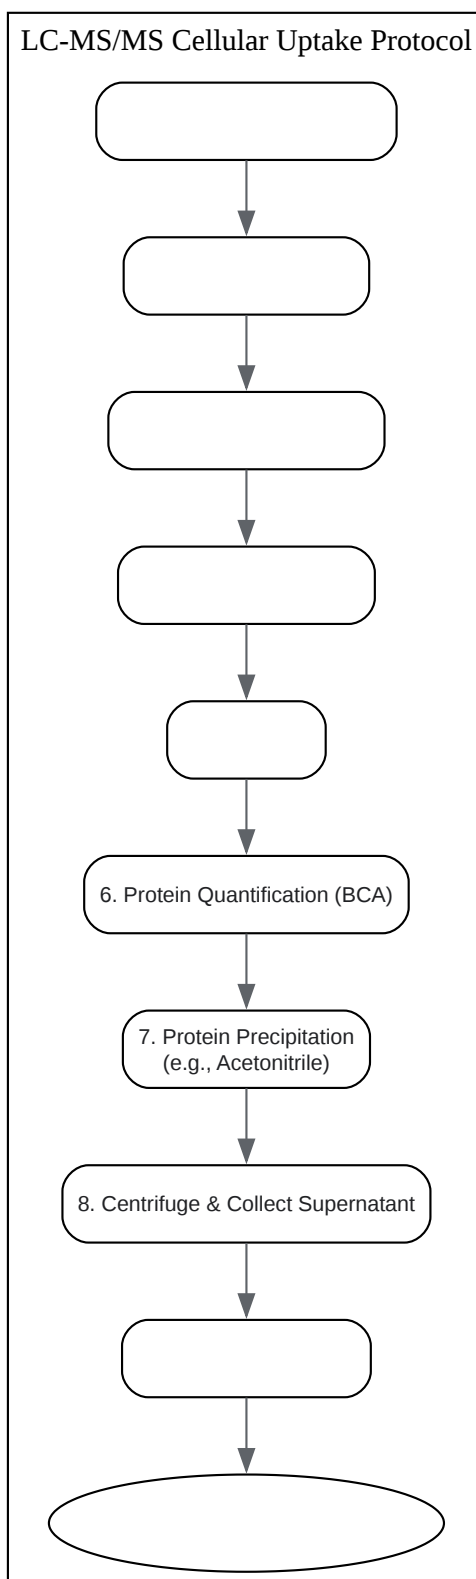 LC-MS/MS Cellular Uptake Protocol
6. Protein Quantification (BCA)
7. Protein Precipitation
(e.g., Acetonitrile)
8. Centrifuge & Collect Supernatant